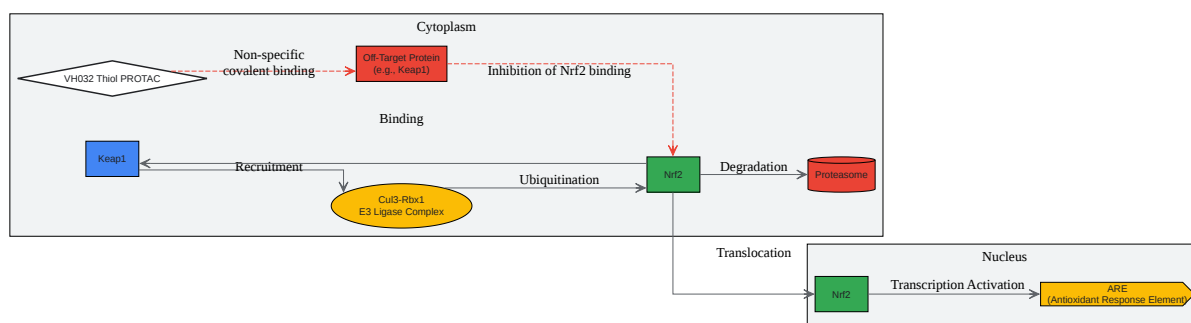 Cytoplasm
Non-specific
covalent binding
Off-Target Protein
(e.g., Keap1)
VH032 Thiol PROTAC
Inhibition of Nrf2 binding
Binding
Keap1
Recruitment
Cul3-Rbx1
E3 Ligase Complex
Ubiquitination
Nrf2
Degradation
Proteasome
Translocation
Nucleus
Nrf2
Transcription Activation
ARE
(Antioxidant Response Element)